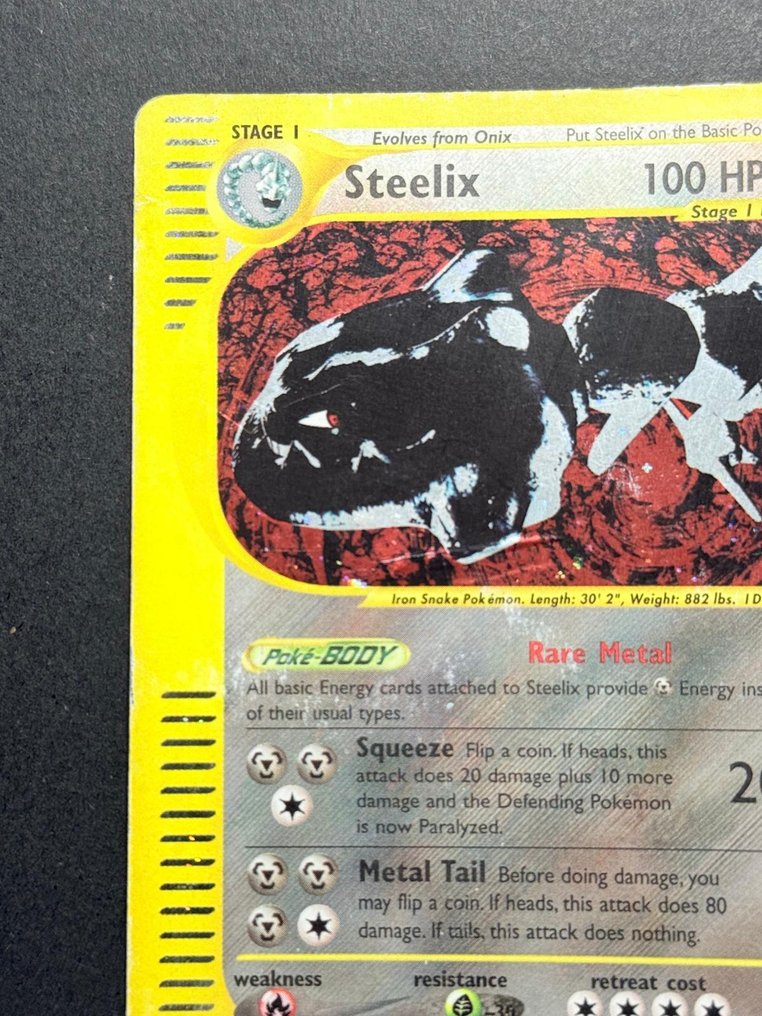 STAGE 1 Evolves from Onix Put Steelix on the Basic Po
Steelix 100 HP
Stage 1
Iron Snake Pokémon. Length: 30' 2", Weight: 882 lbs. ID
Poké-BODY Rare Metal
All basic Energy cards attached to Steelix provide Energy ins
of their usual types.
Squeeze Flip a coin. If heads, this
attack does 20 damage plus 10 more
damage and the Defending Pokémon
is now Paralyzed.
20
Metal Tail Before doing damage, you
may flip a coin. If heads, this attack does 80
damage. If tails, this attack does nothing.
weakness resistance retreat cost
-30